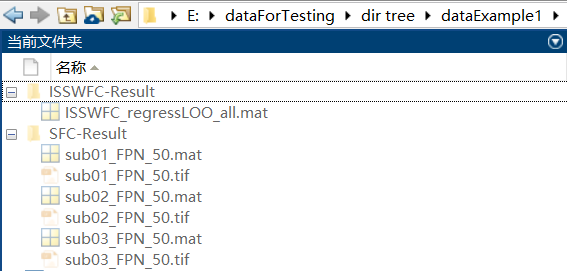 E: dataForTesting dir tree dataExample1
当前文件夹
名称
ISSWFC-Result
ISSWFC_regressLOO_all.mat
SFC-Result
sub01_FPN_50.mat
sub01_FPN_50.tif
sub02_FPN_50.mat
sub02_FPN_50.tif
sub03_FPN_50.mat
sub03_FPN_50.tif